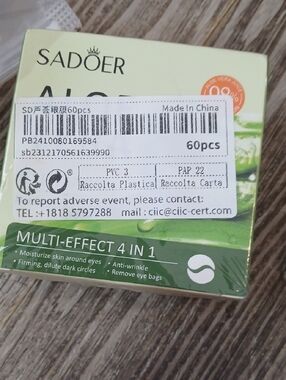 SADOER
SD芦荟眼膜60pcs Made In China
PB2410080169584
sb2312170561639990 60pcs
PVC 3 PAP 22
Raccolta Plastica Raccolta Carta
To report adverse event, please contact:
TEL:+1818 5797288 mail: ciic@ciic-cert.com
MULTI-EFFECT 4 IN 1
• Moisturize skin around eyes • Anti-wrinkle
• Firming, dilute dark circles • Remove eye bags